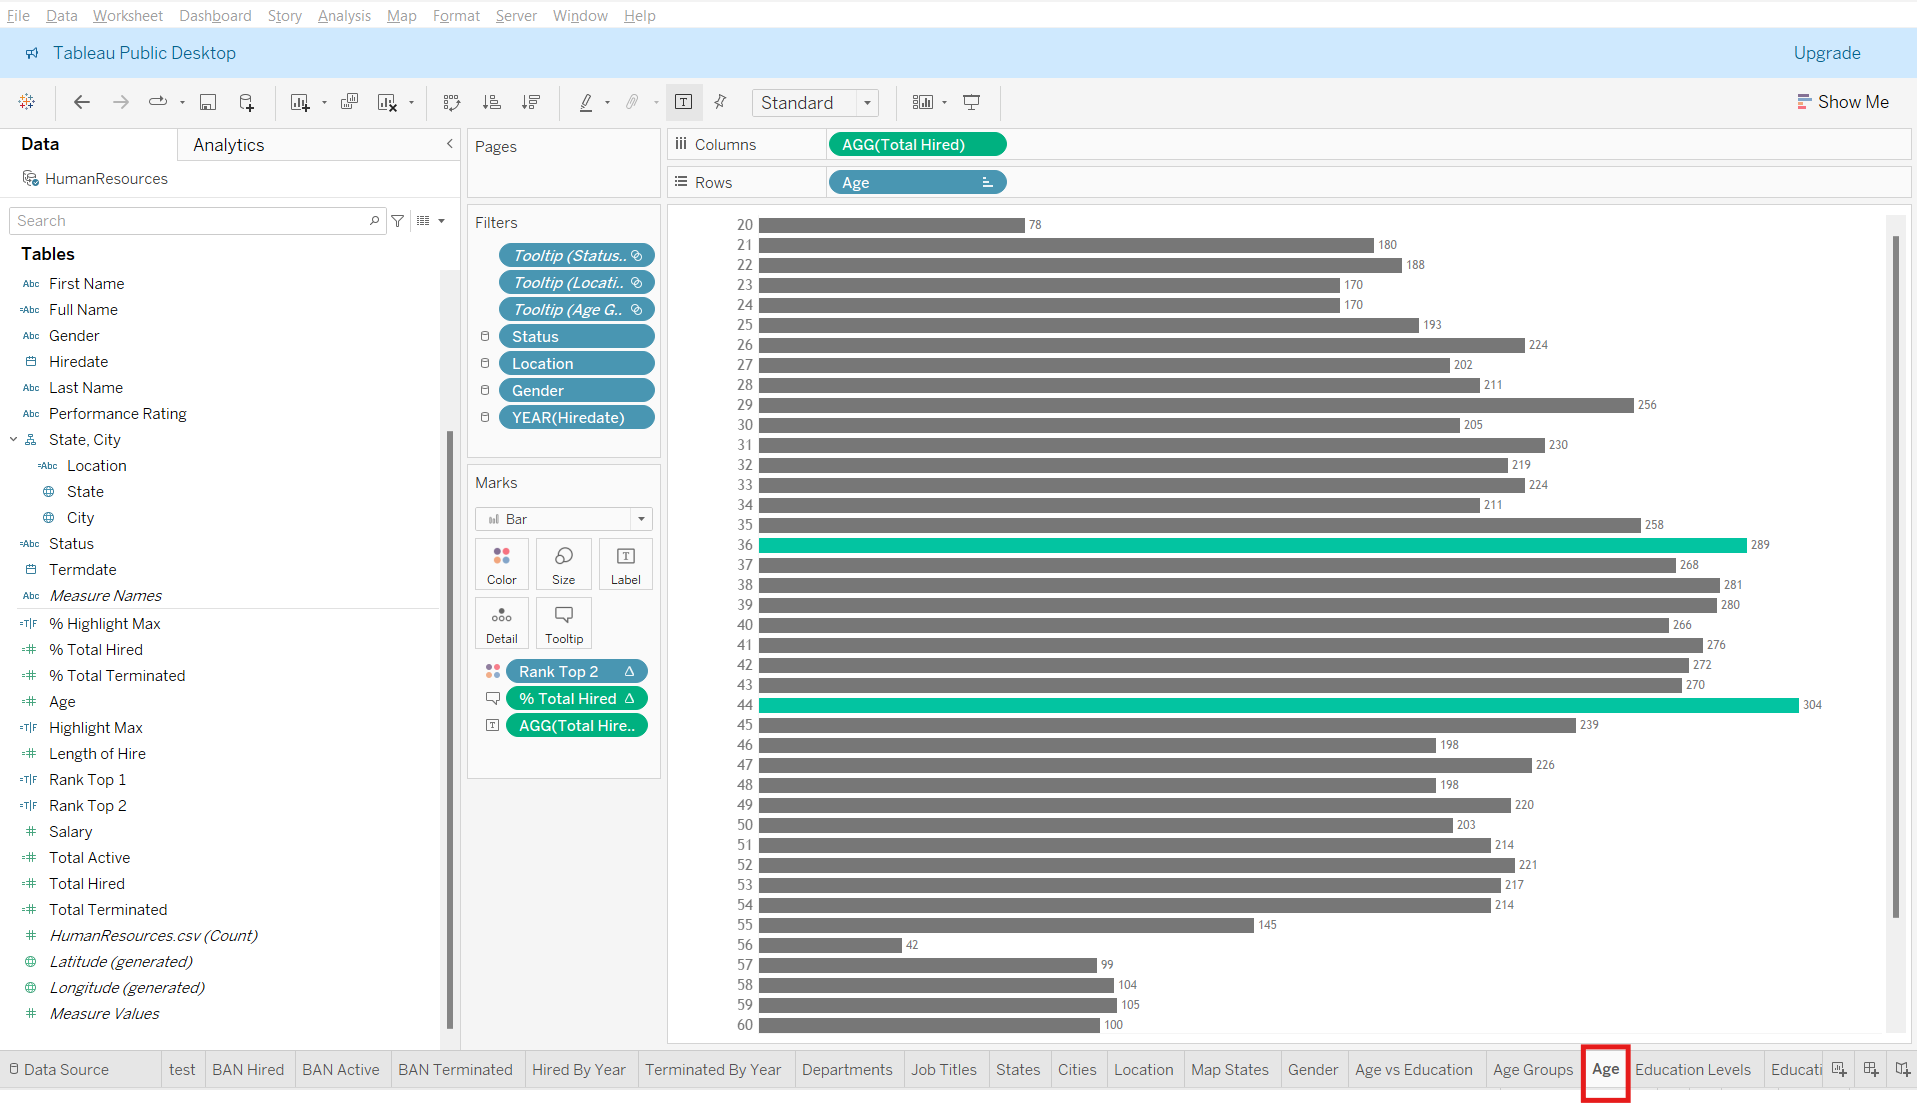 File Data Worksheet Dashboard Story Analysis Map Format Server Window Help
Tableau Public Desktop
Upgrade
Standard
Show Me
Data
Analytics
HumanResources
Search
Tables
Abc First Name
=Abc Full Name
Abc Gender
Hiredate
Abc Last Name
Abc Performance Rating
State, City
=Abc Location
State
City
=Abc Status
Termdate
Abc Measure Names
=T|F % Highlight Max
=# % Total Hired
=# % Total Terminated
=# Age
=T|F Highlight Max
=# Length of Hire
=T|F Rank Top 1
=T|F Rank Top 2
# Salary
=# Total Active
=# Total Hired
=# Total Terminated
# HumanResources.csv (Count)
Latitude (generated)
Longitude (generated)
# Measure Values
Pages
Filters
Tooltip (Status..
Tooltip (Locati..
Tooltip (Age G..
Status
Location
Gender
YEAR(Hiredate)
Marks
Bar
Color
Size
T
Label
Detail
Tooltip
Rank Top 2 Δ
% Total Hired Δ
T AGG(Total Hire..
Columns AGG(Total Hired)
Rows Age
20 78
21 180
22 188
23 170
24 170
25 193
26 224
27 202
28 211
29 256
30 205
31 230
32 219
33 224
34 211
35 258
36 289
37 268
38 281
39 280
40 266
41 276
42 272
43 270
44 304
45 239
46 198
47 226
48 198
49 220
50 203
51 214
52 221
53 217
54 214
55 145
56 42
57 99
58 104
59 105
60 100
Data Source test BAN Hired BAN Active BAN Terminated Hired By Year Terminated By Year Departments Job Titles States Cities Location Map States Gender Age vs Education Age Groups Age Education Levels Educati